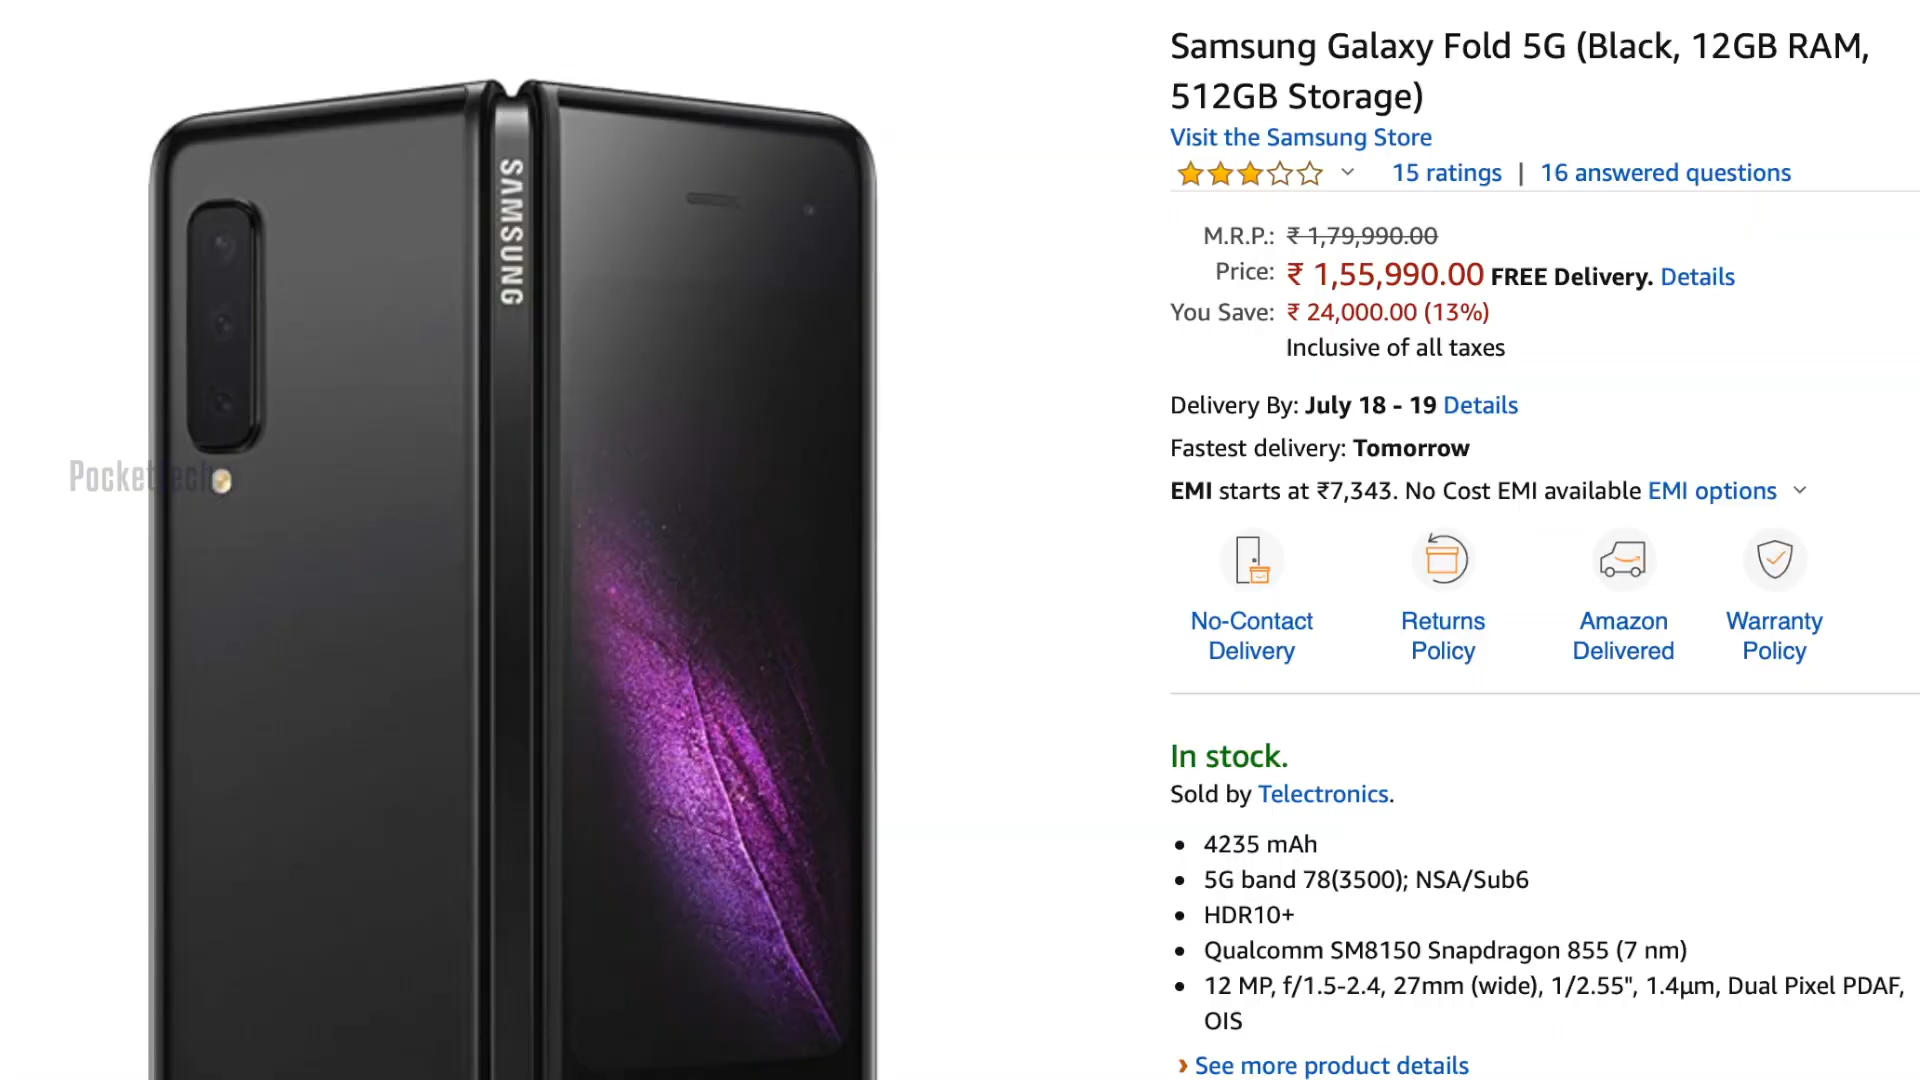 SAMSUNG
PocketTech
Samsung Galaxy Fold 5G (Black, 12GB RAM,
512GB Storage)
Visit the Samsung Store
15 ratings | 16 answered questions
M.R.P.: ₹ 1,79,990.00
Price: ₹ 1,55,990.00 FREE Delivery. Details
You Save: ₹ 24,000.00 (13%)
Inclusive of all taxes
Delivery By: July 18 - 19 Details
Fastest delivery: Tomorrow
EMI starts at ₹7,343. No Cost EMI available EMI options
No-Contact
Delivery
Returns
Policy
Amazon
Delivered
Warranty
Policy
In stock.
Sold by Telectronics.
• 4235 mAh
• 5G band 78(3500); NSA/Sub6
• HDR10+
• Qualcomm SM8150 Snapdragon 855 (7 nm)
• 12 MP, f/1.5-2.4, 27mm (wide), 1/2.55", 1.4µm, Dual Pixel PDAF,
OIS
› See more product details